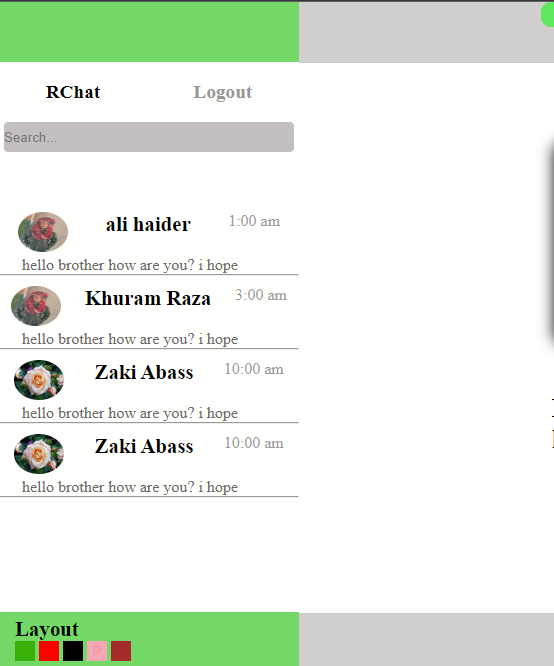 RChat Logout
Search...
ali haider 1:00 am
hello brother how are you? i hope
Khuram Raza 3:00 am
hello brother how are you? i hope
Zaki Abass 10:00 am
hello brother how are you? i hope
Zaki Abass 10:00 am
hello brother how are you? i hope
Layout
P